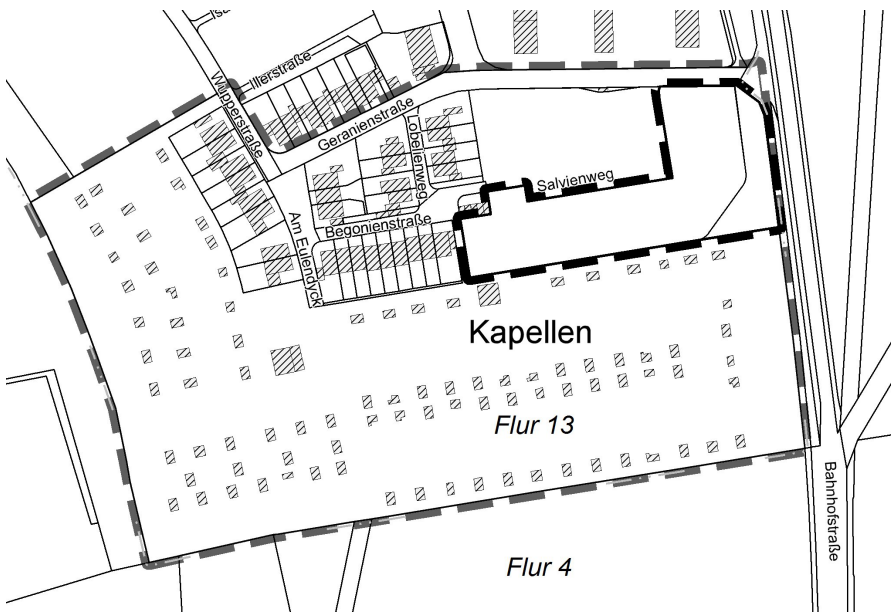 Illerstraße
Wupperstraße
Geranienstraße
Lobelienweg
Salvienweg
Begonienstraße
Am Eulendyck
Kapellen
Flur 13
Bahnhofstraße
Flur 4